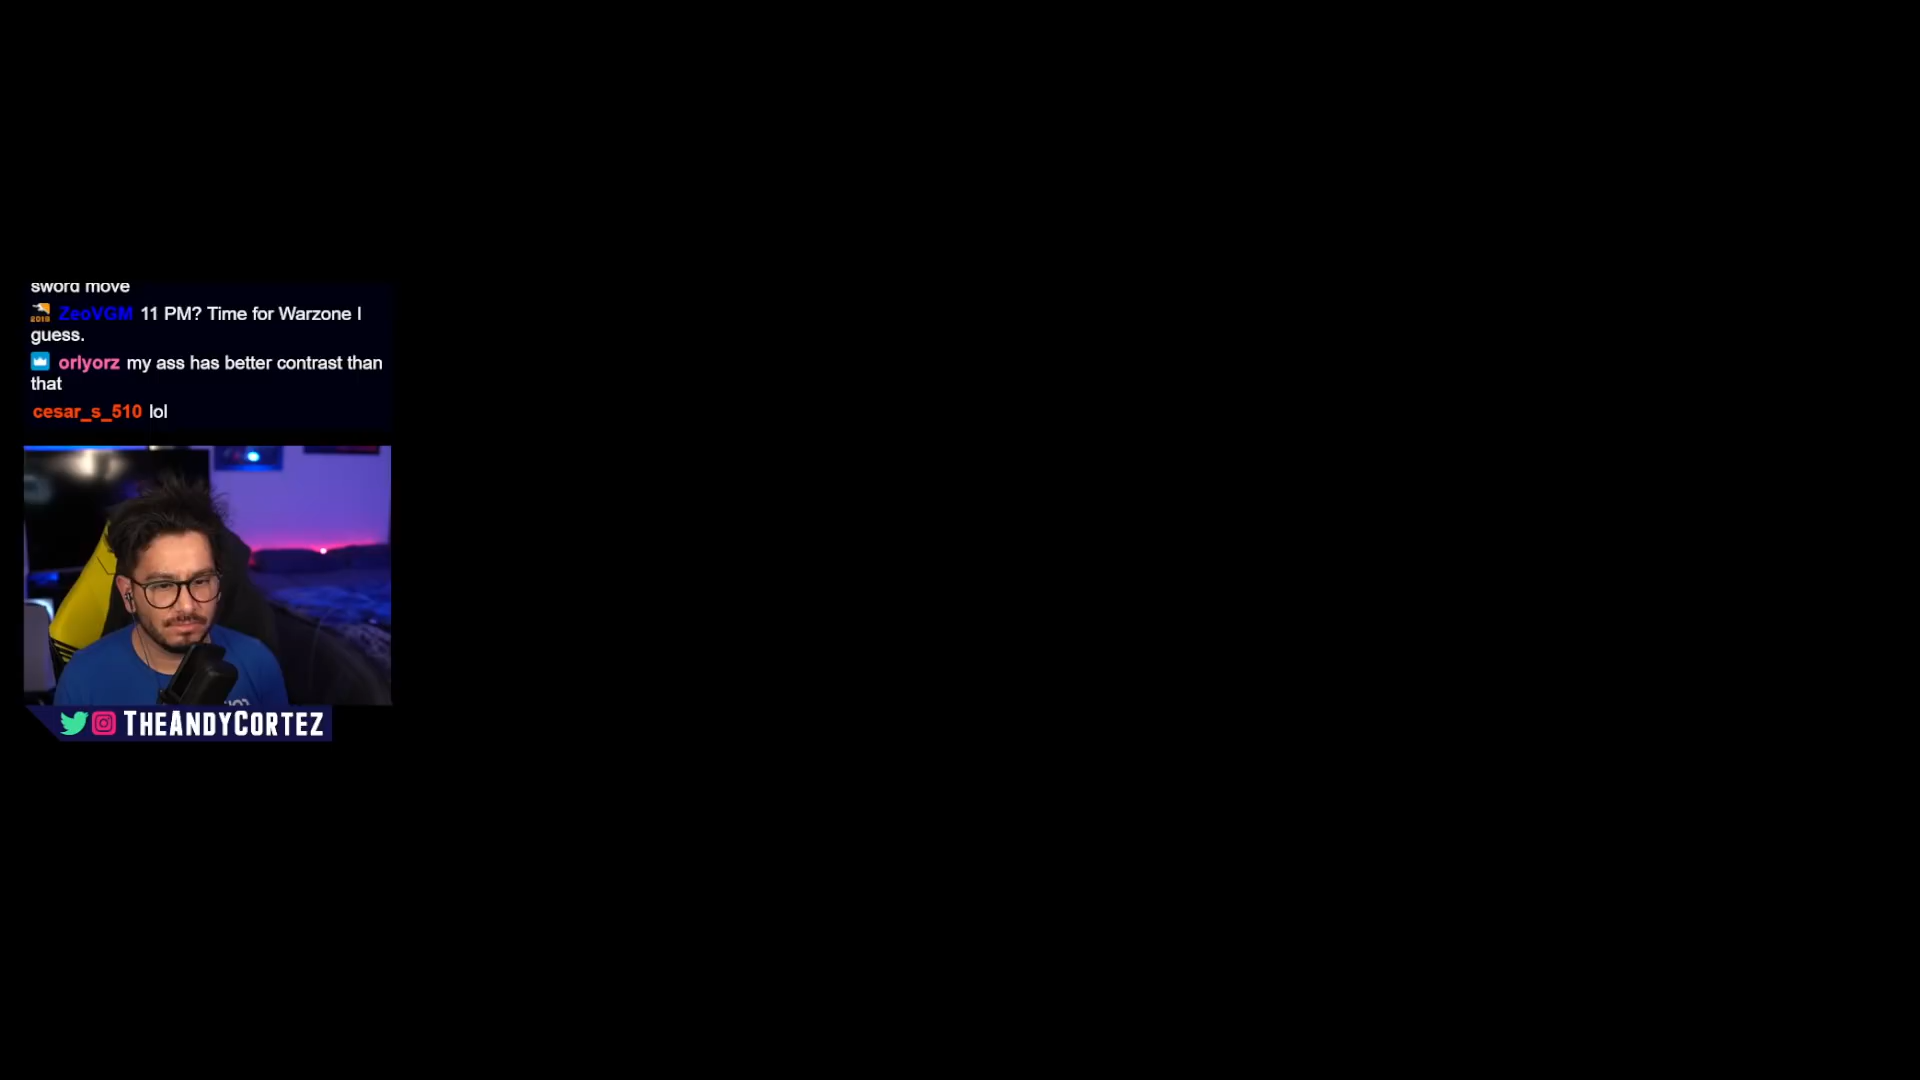 sword move
ZeoVGM 11 PM? Time for Warzone I
guess.
orlyorz my ass has better contrast than
that
cesar_s_510 lol
THEANDYCORTEZ